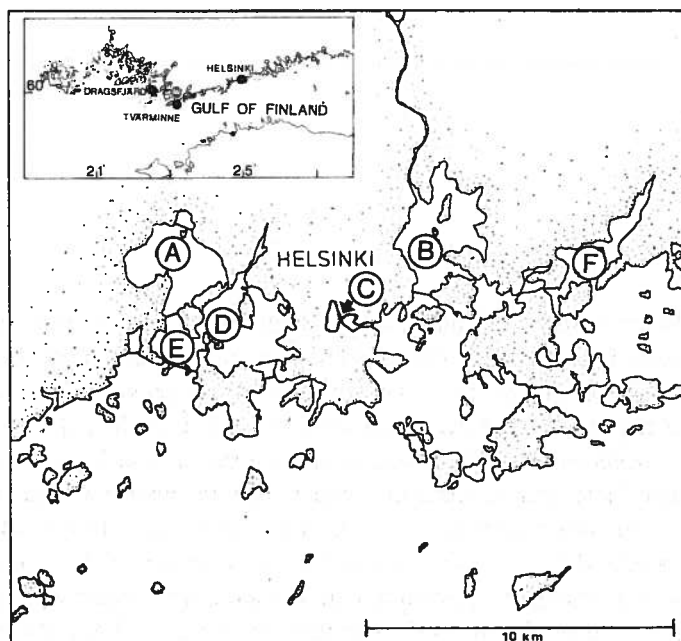 HELSINKI
60
DRAGSFJÄRD
GULF OF FINLAND
TVÄRMINNE
21
25
A
B
HELSINKI
F
C
D
E
10 km